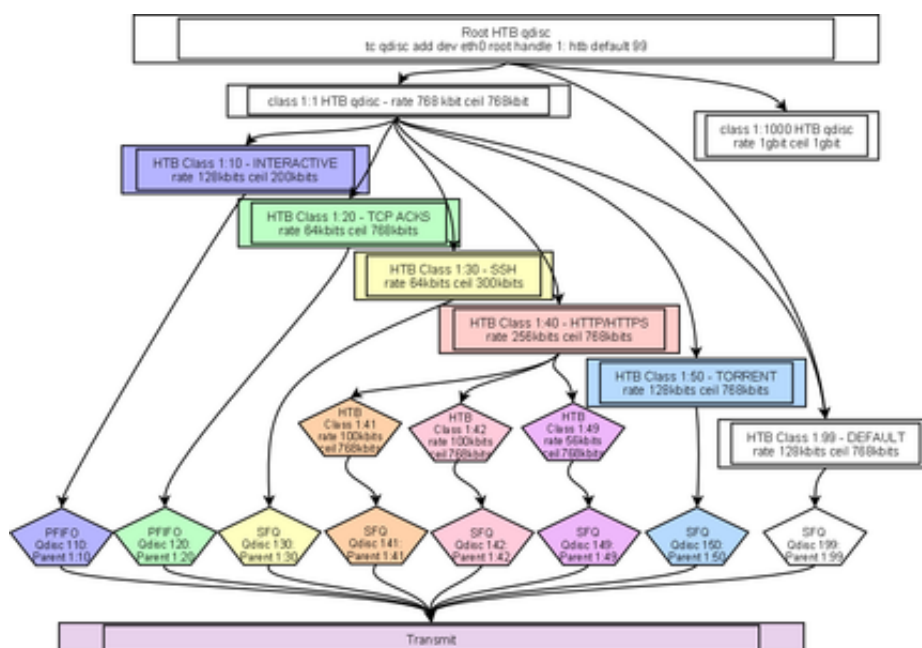 Root HTB qdisc
tc qdisc add dev eth0 root handle 1: htb default 99
class 1:1 HTB qdisc - rate 768 kbit ceil 768kbit
class 1:1000 HTB qdisc
rate 1gbit ceil 1gbit
HTB Class 1:10 - INTERACTIVE
rate 128kbits ceil 200kbits
HTB Class 1:20 - TCP ACKS
rate 64kbits ceil 768kbits
HTB Class 1:30 - SSH
rate 64kbits ceil 300kbits
HTB Class 1:40 - HTTP/HTTPS
rate 256kbits ceil 768kbits
HTB Class 1:50 - TORRENT
rate 128kbits ceil 768kbits
HTB
Class 1:41
rate 100kbits
ceil 768kbits
HTB
Class 1:42
rate 100kbits
ceil 768kbits
HTB
Class 1:49
rate 56kbits
ceil 768kbits
HTB Class 1:99 - DEFAULT
rate 128kbits ceil 768kbits
PFIFO
Qdisc 110:
Parent 1:10
PFIFO
Qdisc 120:
Parent 1:20
SFQ
Qdisc 130:
Parent 1:30
SFQ
Qdisc 141:
Parent 1:41
SFQ
Qdisc 142:
Parent 1:42
SFQ
Qdisc 149:
Parent 1:49
SFQ
Qdisc 150:
Parent 1:50
SFQ
Qdisc 199:
Parent 1:99
Transmit